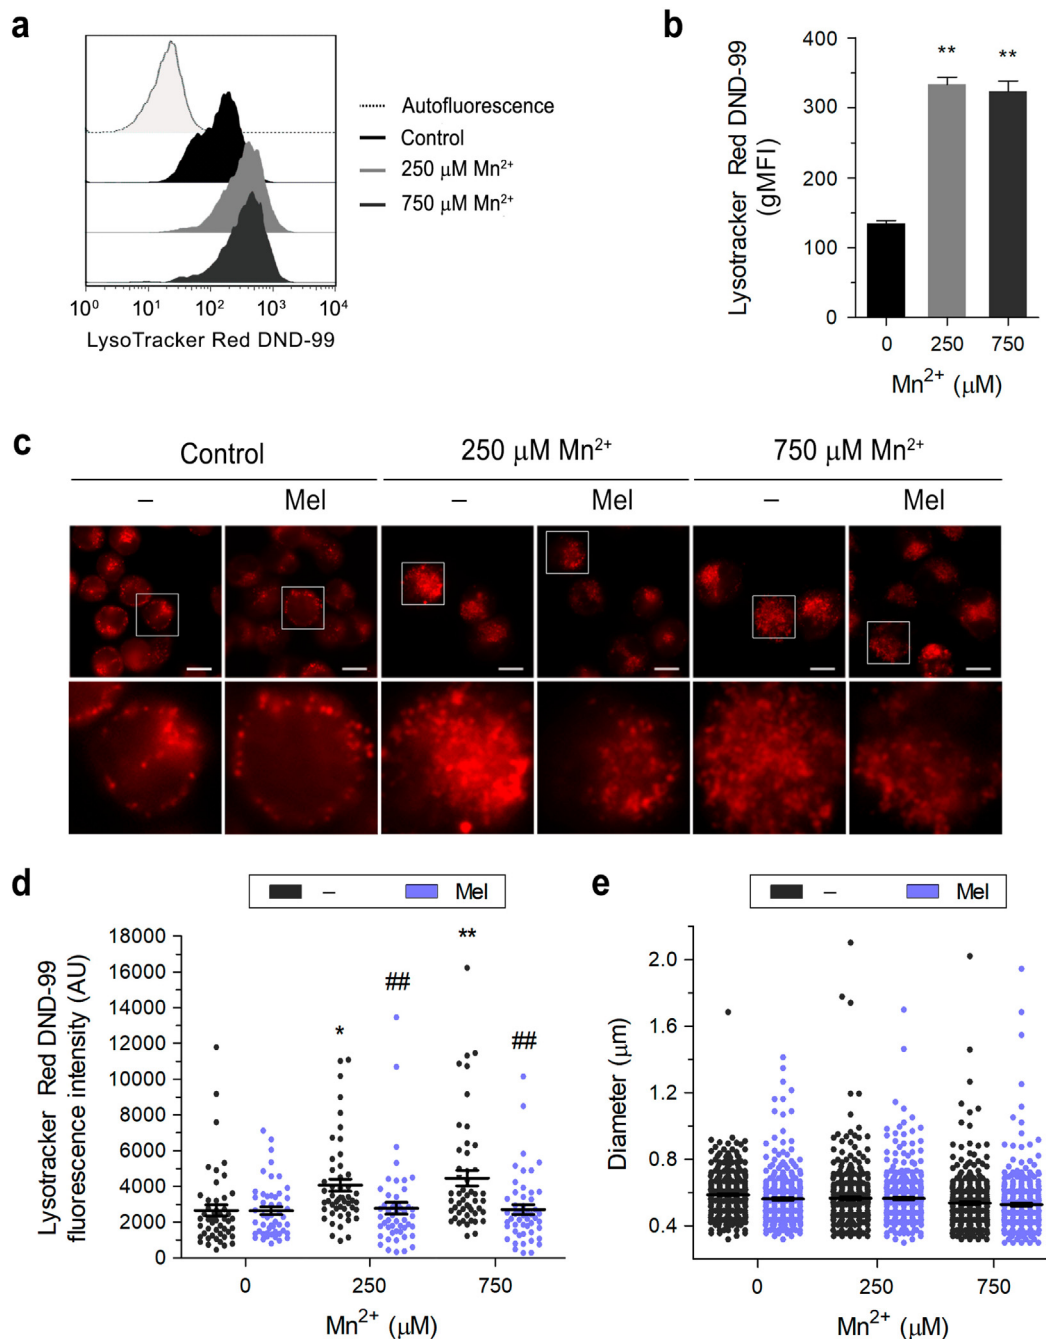 a
Autofluorescence
Control
250 μM Mn²⁺
750 μM Mn²⁺
10⁰ 10¹ 10² 10³ 10⁴
LysoTracker Red DND-99
b
Lysotracker Red DND-99
(gMFI)
400
300
200
100
0
** **
0 250 750
Mn²⁺ (μM)
c
Control 250 μM Mn²⁺ 750 μM Mn²⁺
– Mel – Mel – Mel
d
– Mel
Lysotracker Red DND-99
fluorescence intensity (AU)
18000
16000
14000
12000
10000
8000
6000
4000
2000
0
* ## ** ##
0 250 750
Mn²⁺ (μM)
e
– Mel
Diameter (μm)
2.0
1.6
1.2
0.8
0.4
0 250 750
Mn²⁺ (μM)